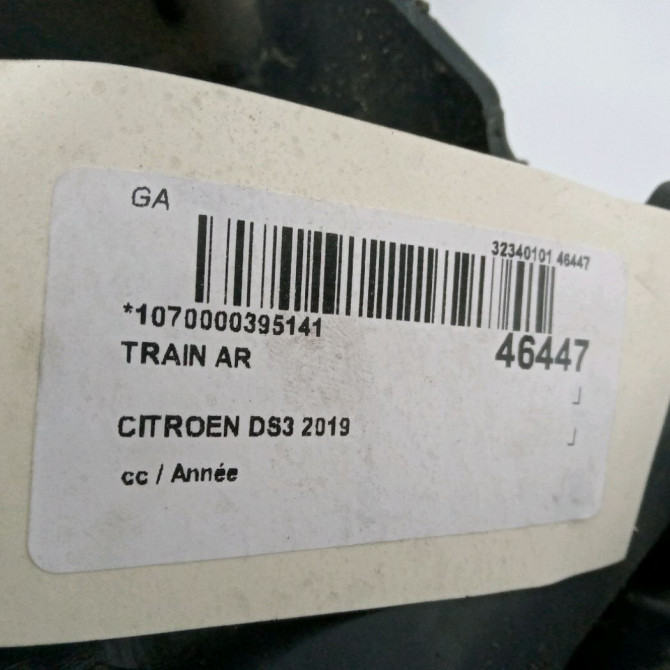 GA
32340101 46447
*1070000395141
TRAIN AR
46447
CITROEN DS3 2019
cc / Année